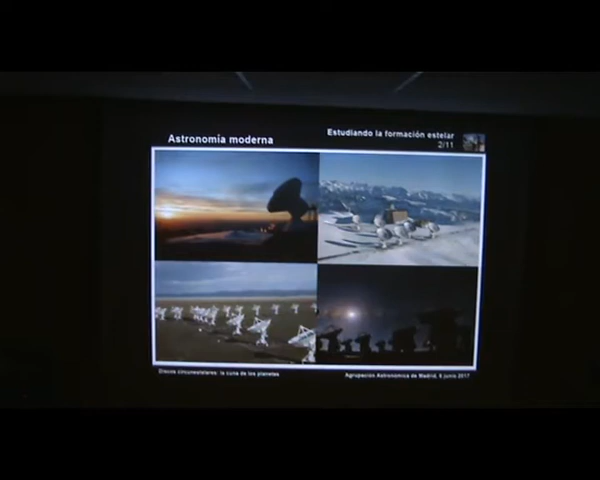 Astronomía moderna
Estudiando la formación estelar
2/11
Discos circunestelares: la cuna de los planetas
Agrupación Astronómica de Madrid, 6 junio 2017